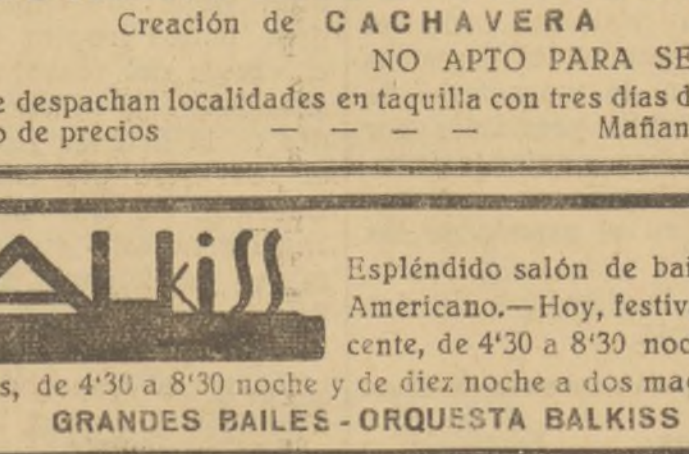 Creación de CACHAVERA
NO APTO PARA SE
e despachan localidades en taquilla con tres días d
o de precios — — — — Mañan
ALkiSS
Espléndido salón de bai
Americano.—Hoy, festiv
cente, de 4'30 a 8'30 noc
s, de 4'30 a 8'30 noche y de diez noche a dos mad
GRANDES BAILES - ORQUESTA BALKISS